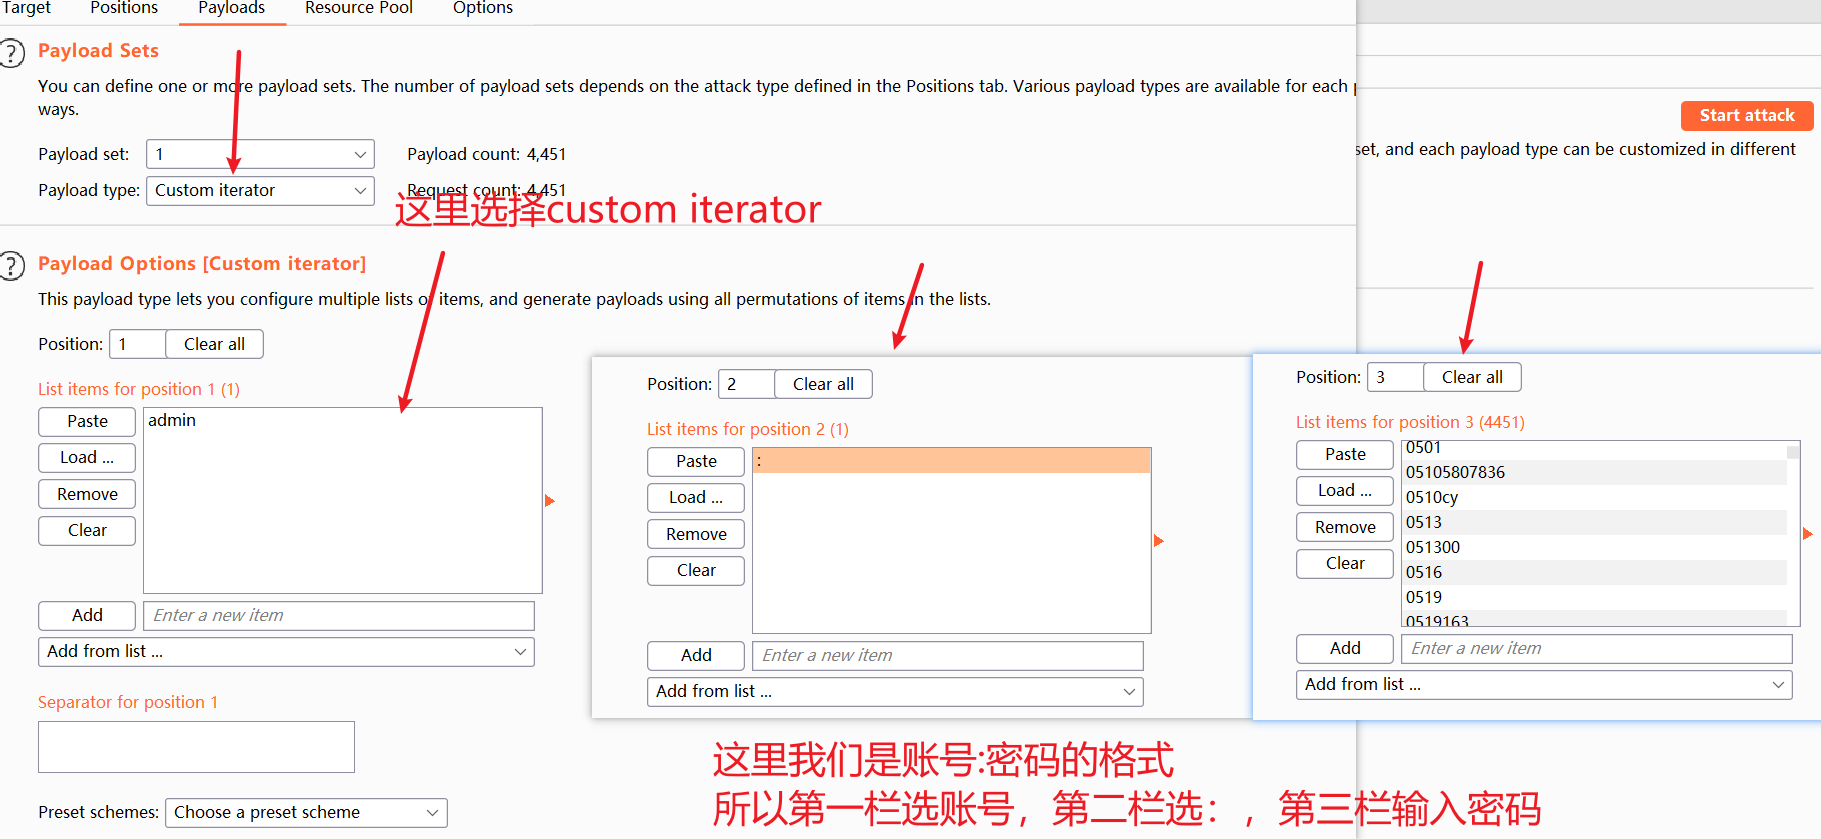 Target Positions Payloads Resource Pool Options
Payload Sets
You can define one or more payload sets. The number of payload sets depends on the attack type defined in the Positions tab. Various payload types are available for each p
ways.
Start attack
set, and each payload type can be customized in different
Payload set: 1 Payload count: 4,451
Payload type: Custom iterator Request count: 4,451
这里选择custom iterator
Payload Options [Custom iterator]
This payload type lets you configure multiple lists of items, and generate payloads using all permutations of items in the lists.
Position: 1 Clear all
List items for position 1 (1)
Paste admin
Load ...
Remove
Clear
Add Enter a new item
Add from list ...
Separator for position 1
Preset schemes: Choose a preset scheme
Position: 2 Clear all
List items for position 2 (1)
Paste :
Load ...
Remove
Clear
Add Enter a new item
Add from list ...
Position: 3 Clear all
List items for position 3 (4451)
Paste
Load ...
Remove
Clear
0501
05105807836
0510cy
0513
051300
0516
0519
0519163
Add Enter a new item
Add from list ...
这里我们是账号:密码的格式
所以第一栏选账号，第二栏选：，第三栏输入密码